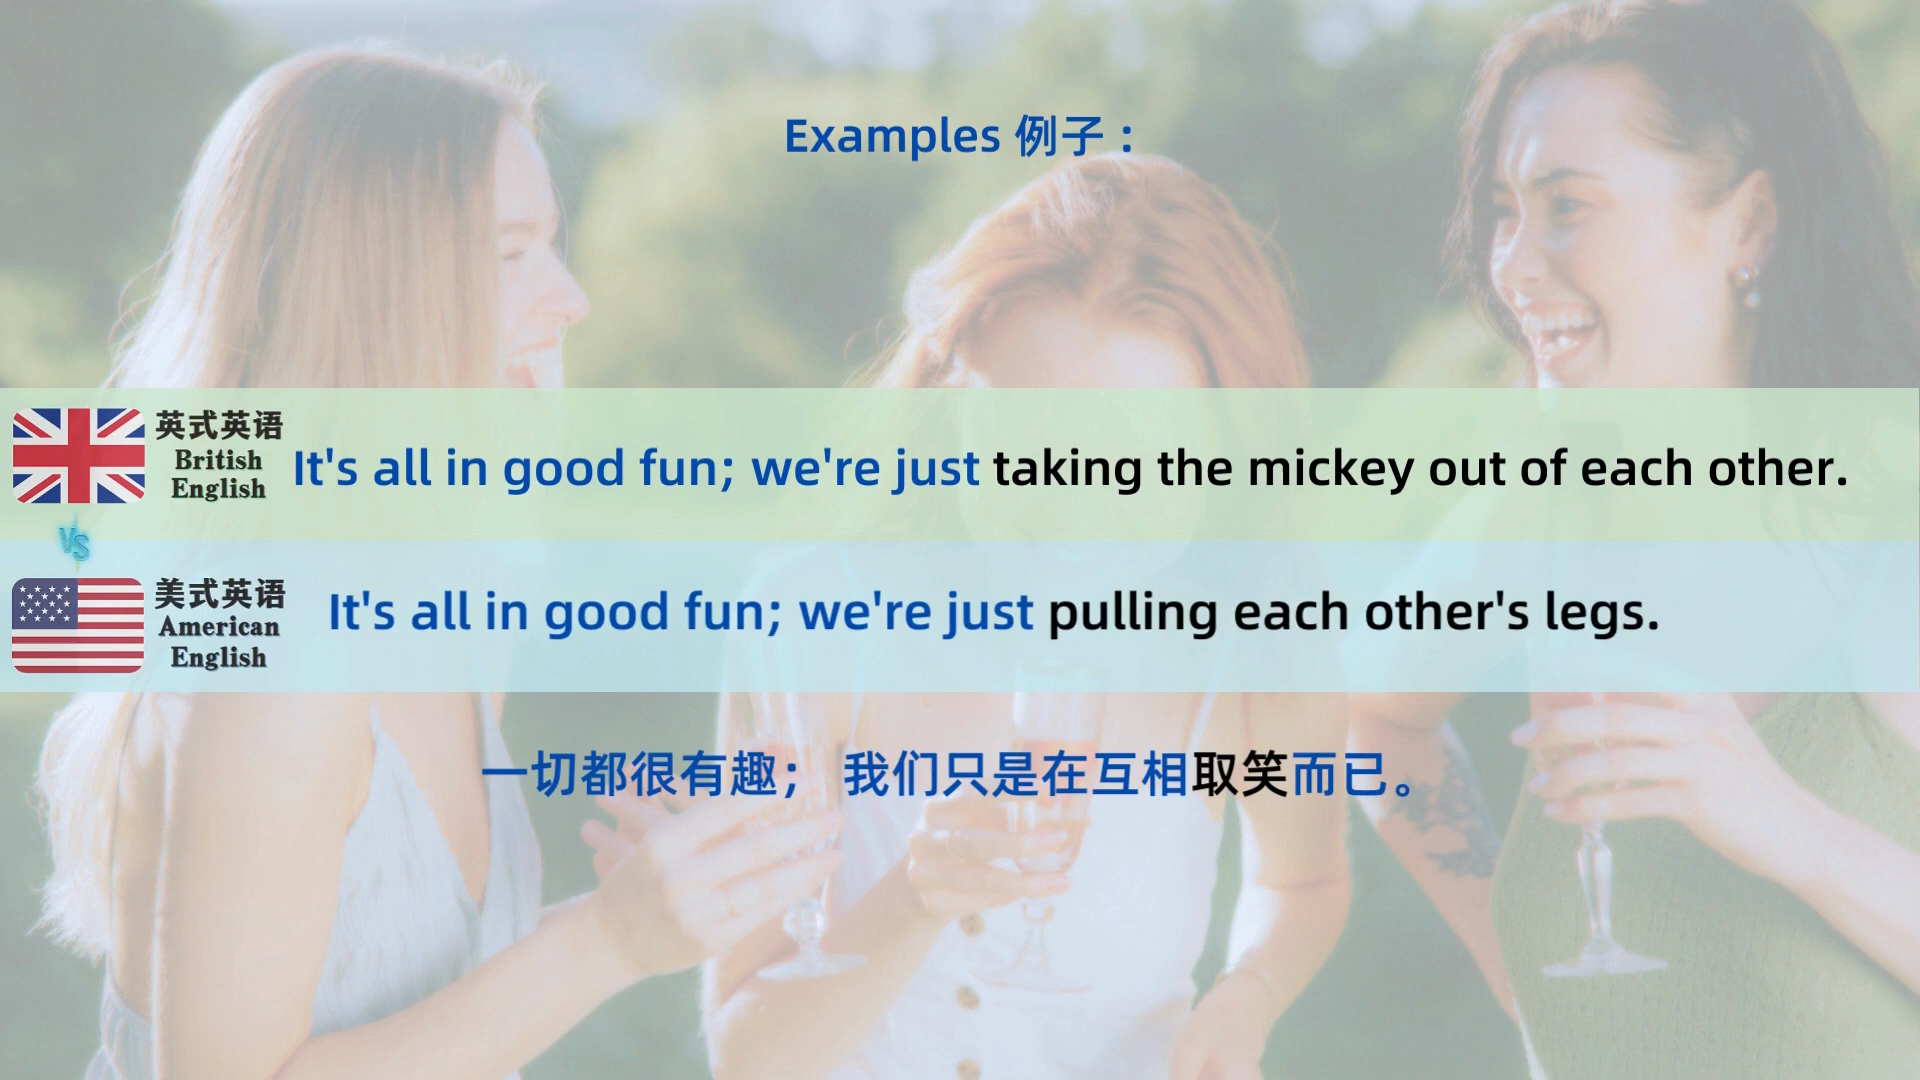 Examples 例子：
英式英语
British
English
It's all in good fun; we're just taking the mickey out of each other.
VS
美式英语
American
English
It's all in good fun; we're just pulling each other's legs.
一切都很有趣； 我们只是在互相取笑而已。